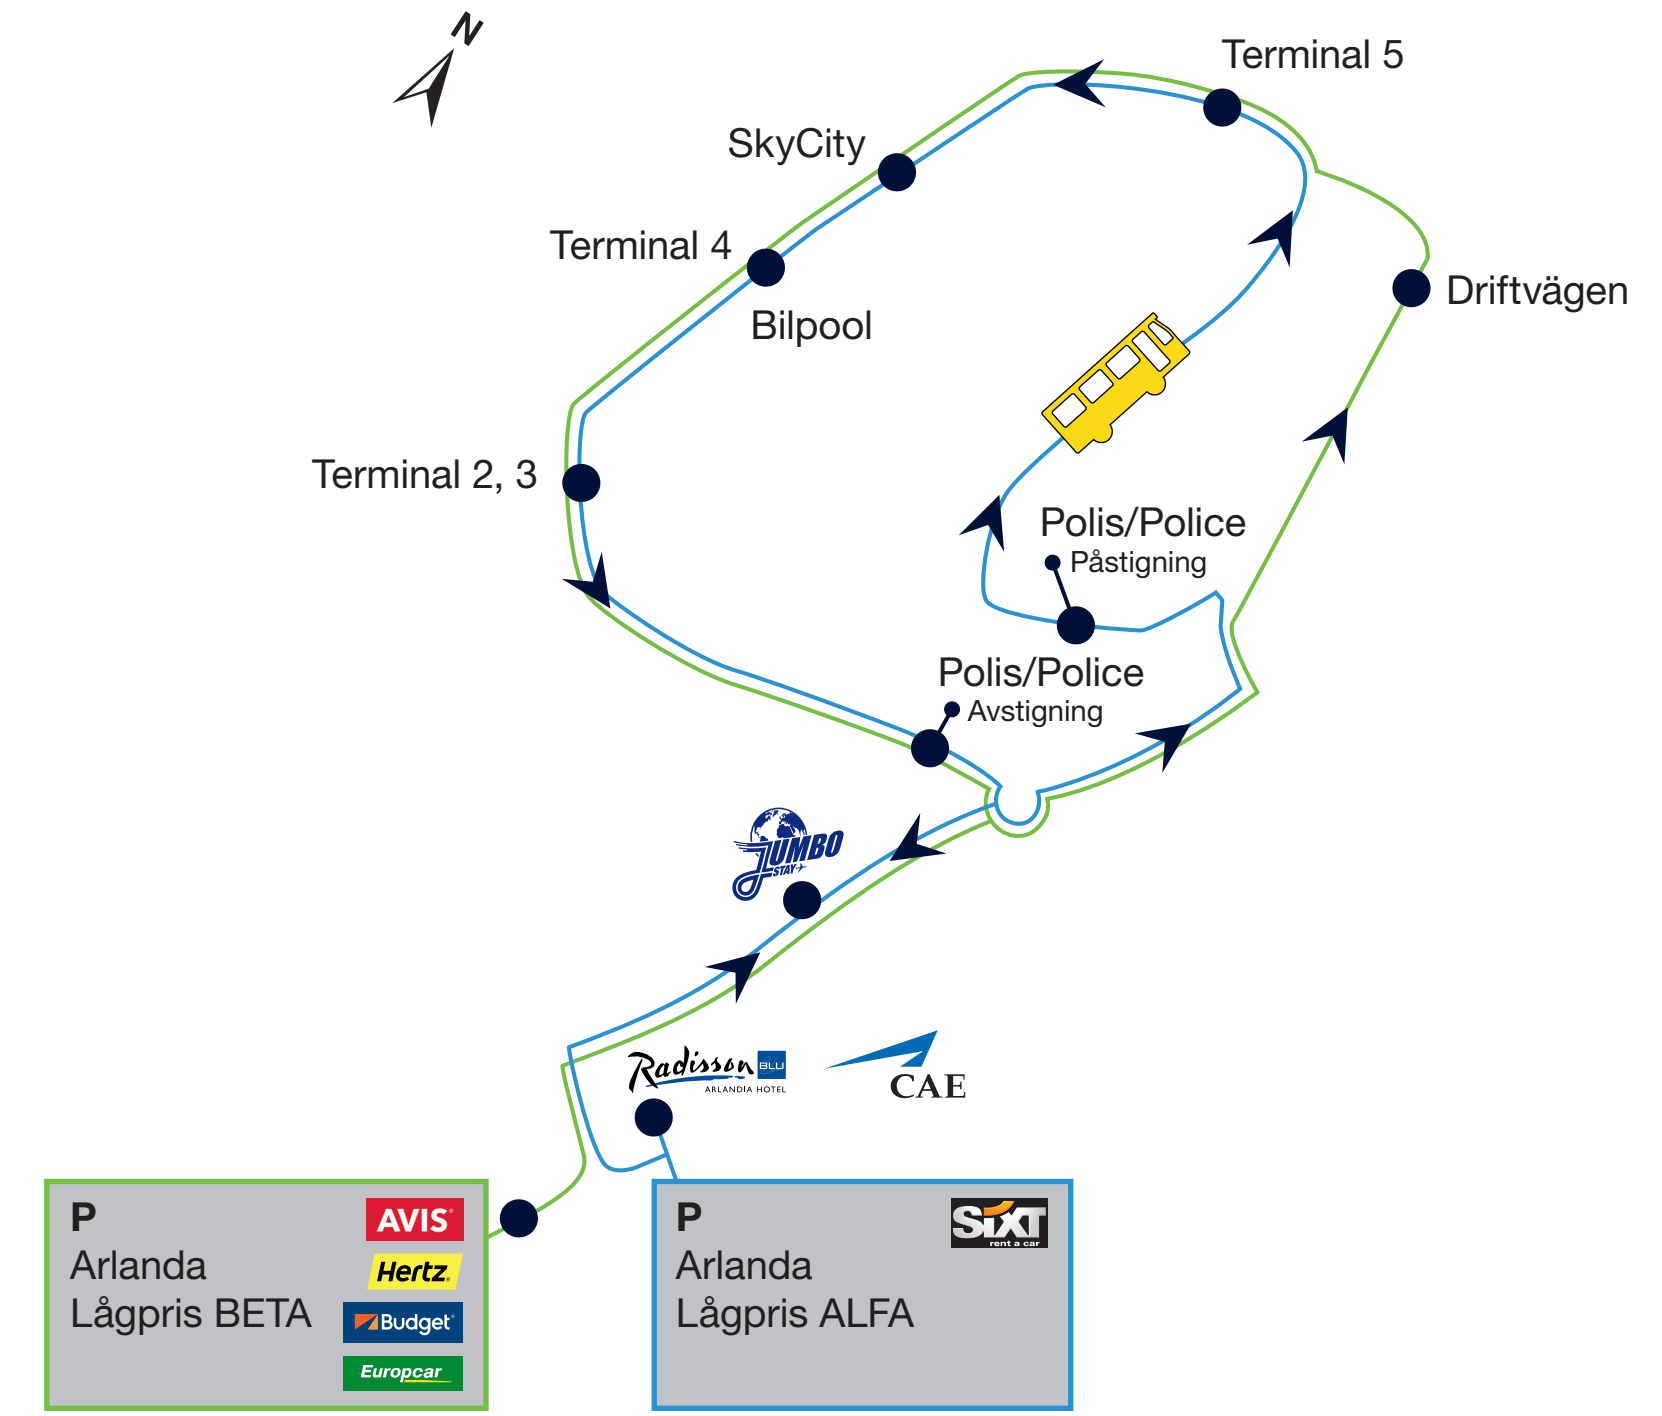 N
Terminal 5
SkyCity
Terminal 4
Bilpool
Driftvägen
Terminal 2, 3
Polis/Police
Påstigning
Polis/Police
Avstigning
JUMBO
STAY
Radisson BLU
ARLANDIA HOTEL
CAE
P
Arlanda
Lågpris BETA
AVIS
Hertz
Budget
Europcar
P
Arlanda
Lågpris ALFA
SIXT
rent a car